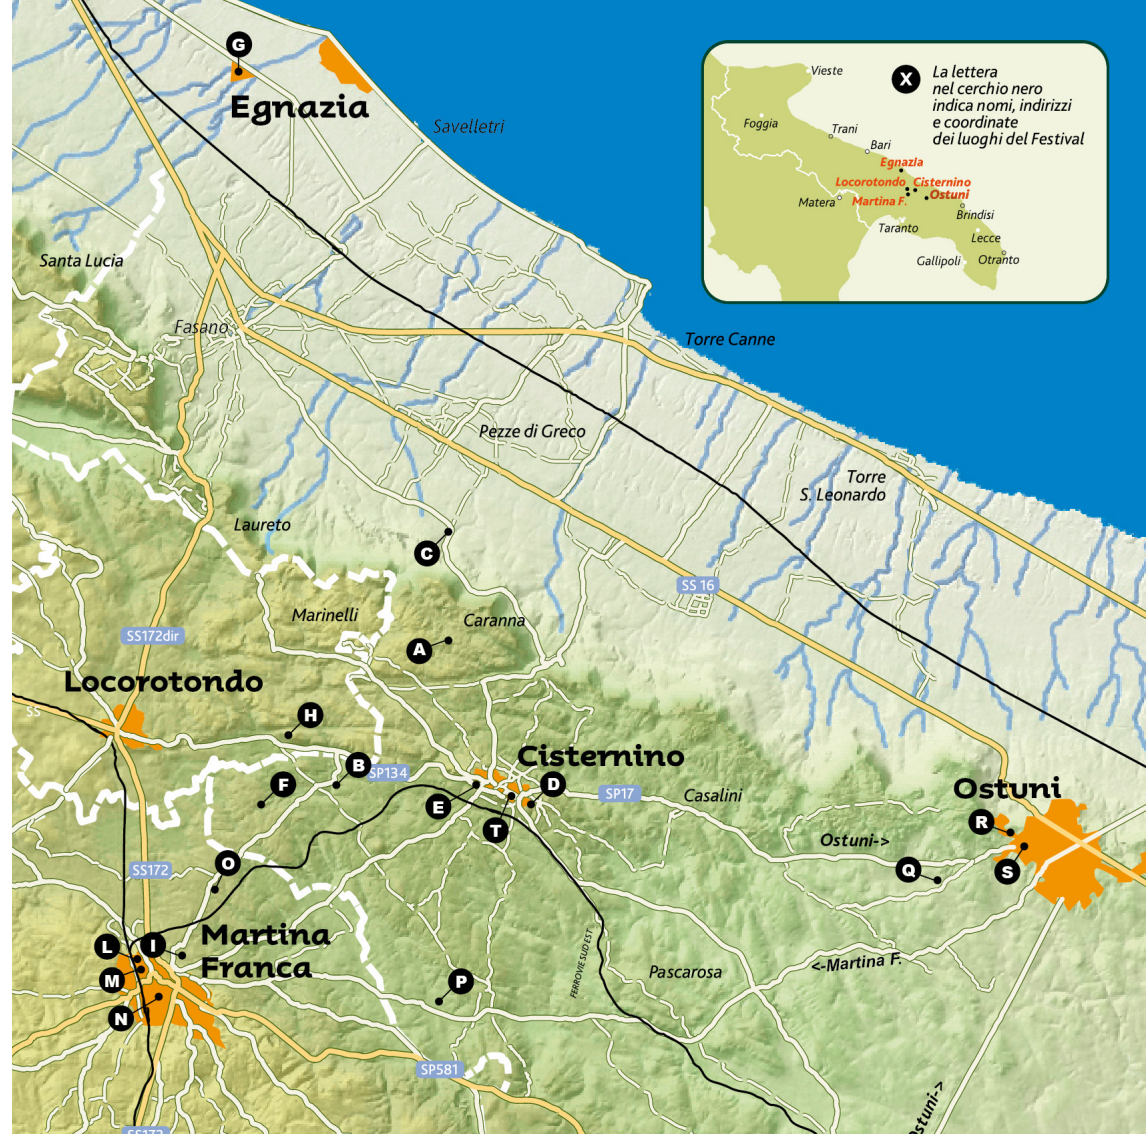 G
Egnazia
Savelletri
X
La lettera
nel cerchio nero
indica nomi, indirizzi
e coordinate
dei luoghi del Festival
Vieste
Foggia
Trani
Bari
Egnazia
Locorotondo
Cisternino
Martina F.
Ostuni
Matera
Brindisi
Taranto
Lecce
Gallipoli
Otranto
Santa Lucia
Fasano
Torre Canne
Pezze di Greco
Torre
S. Leonardo
Laureto
C
SS 16
Marinelli
Caranna
SS172dir
A
Locorotondo
SS
H
Cisternino
B
SP134
D
F
E
SP17
Casalini
Ostuni
T
R
Ostuni->
S
Q
O
SS172
Martina
Franca
L
I
M
N
P
FERROVIE SUD EST
Pascarosa
<-Martina F.
SP581
Ostuni->
SS172